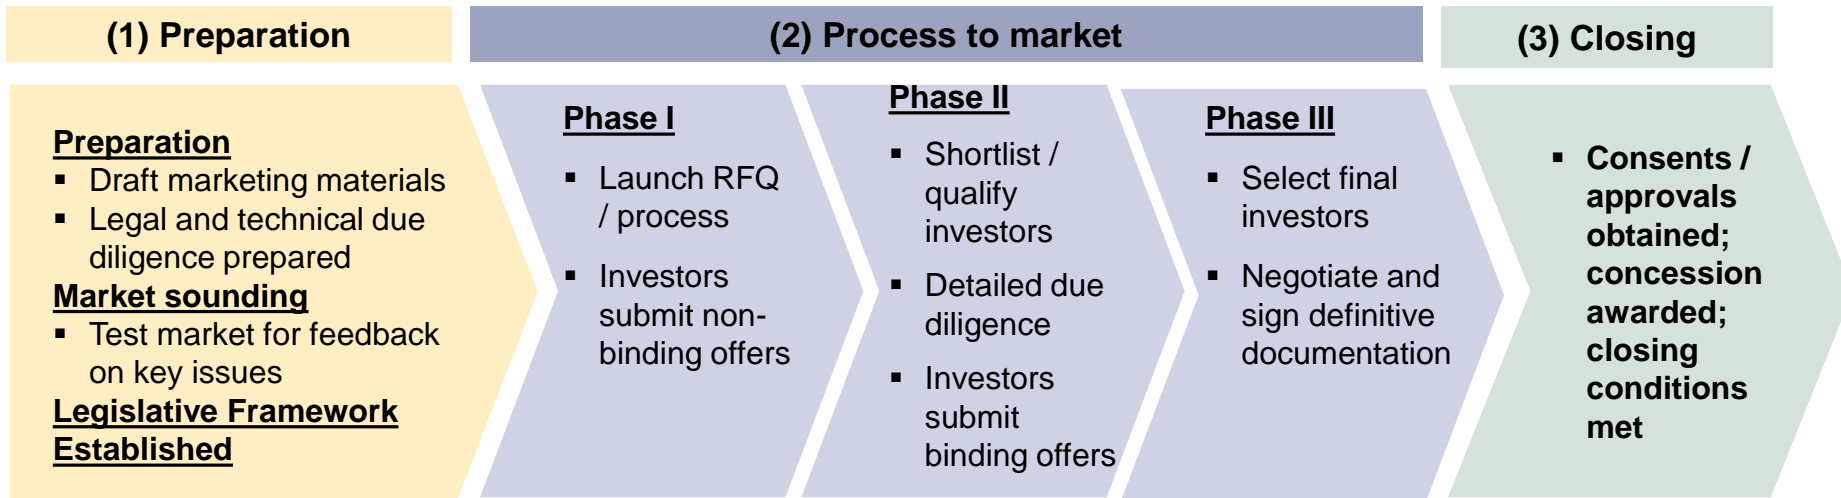 (1) Preparation
(2) Process to market
(3) Closing
Preparation
▪ Draft marketing materials
▪ Legal and technical due
diligence prepared
Market sounding
▪ Test market for feedback
on key issues
Legislative Framework
Established
Phase I
▪ Launch RFQ
/ process
▪ Investors
submit non-
binding offers
Phase II
▪ Shortlist /
qualify
investors
▪ Detailed due
diligence
▪ Investors
submit
binding offers
Phase III
▪ Select final
investors
▪ Negotiate and
sign definitive
documentation
▪ Consents /
approvals
obtained;
concession
awarded;
closing
conditions
met